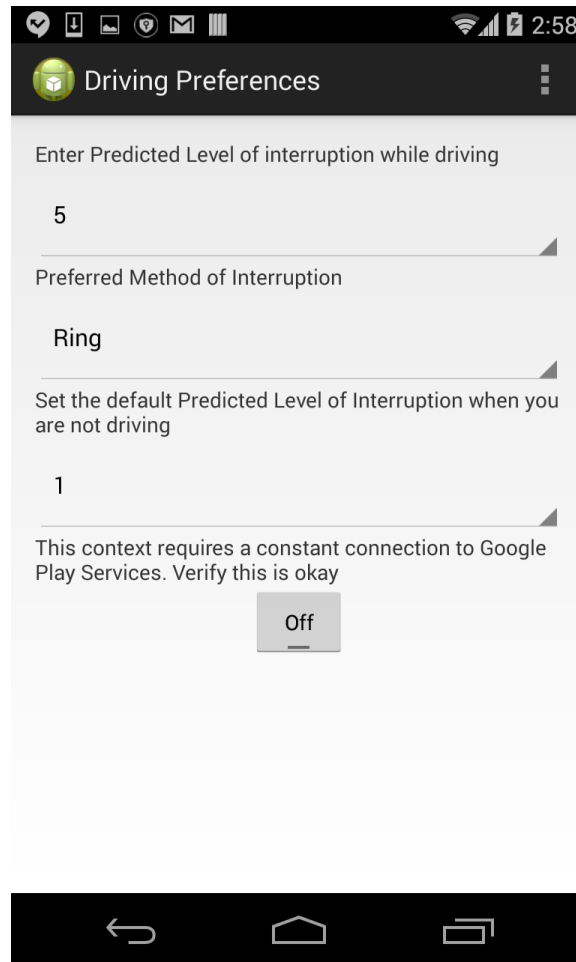 2:58
Driving Preferences
Enter Predicted Level of interruption while driving
5
Preferred Method of Interruption
Ring
Set the default Predicted Level of Interruption when you
are not driving
1
This context requires a constant connection to Google
Play Services. Verify this is okay
Off